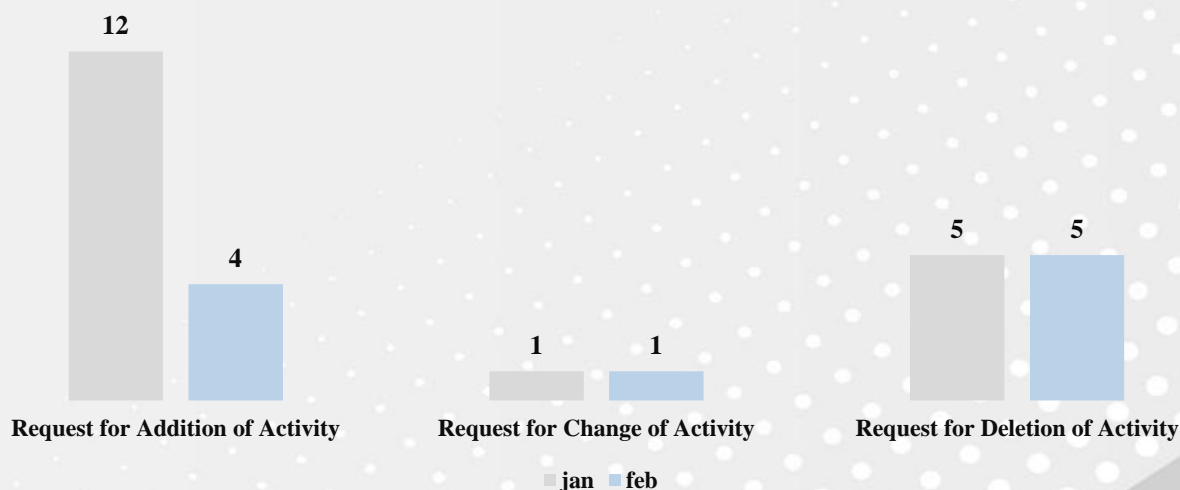 12
4
1 1
5 5
Request for Addition of Activity
Request for Change of Activity
Request for Deletion of Activity
jan feb